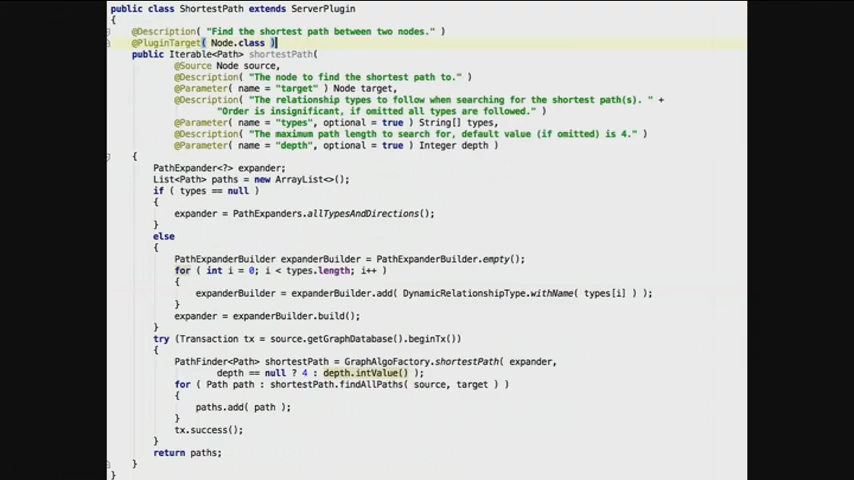 public class ShortestPath extends ServerPlugin
{
@Description( "Find the shortest path between two nodes." )
@PluginTarget( Node.class )
public Iterable<Path> shortestPath(
@Source Node source,
@Description( "The node to find the shortest path to." )
@Parameter( name = "target" ) Node target,
@Description( "The relationship types to follow when searching for the shortest path(s). " +
"Order is insignificant, if omitted all types are followed." )
@Parameter( name = "types", optional = true ) String[] types,
@Description( "The maximum path length to search for, default value (if omitted) is 4." )
@Parameter( name = "depth", optional = true ) Integer depth )
{
PathExpander<?> expander;
List<Path> paths = new ArrayList<>();
if ( types == null )
{
expander = PathExpanders.allTypesAndDirections();
}
else
{
PathExpanderBuilder expanderBuilder = PathExpanderBuilder.empty();
for ( int i = 0; i < types.length; i++ )
{
expanderBuilder = expanderBuilder.add( DynamicRelationshipType.withName( types[i] ) );
}
expander = expanderBuilder.build();
}
try (Transaction tx = source.getGraphDatabase().beginTx())
{
PathFinder<Path> shortestPath = GraphAlgoFactory.shortestPath( expander,
depth == null ? 4 : depth.intValue() );
for ( Path path : shortestPath.findAllPaths( source, target ) )
{
paths.add( path );
}
tx.success();
}
return paths;
}
}